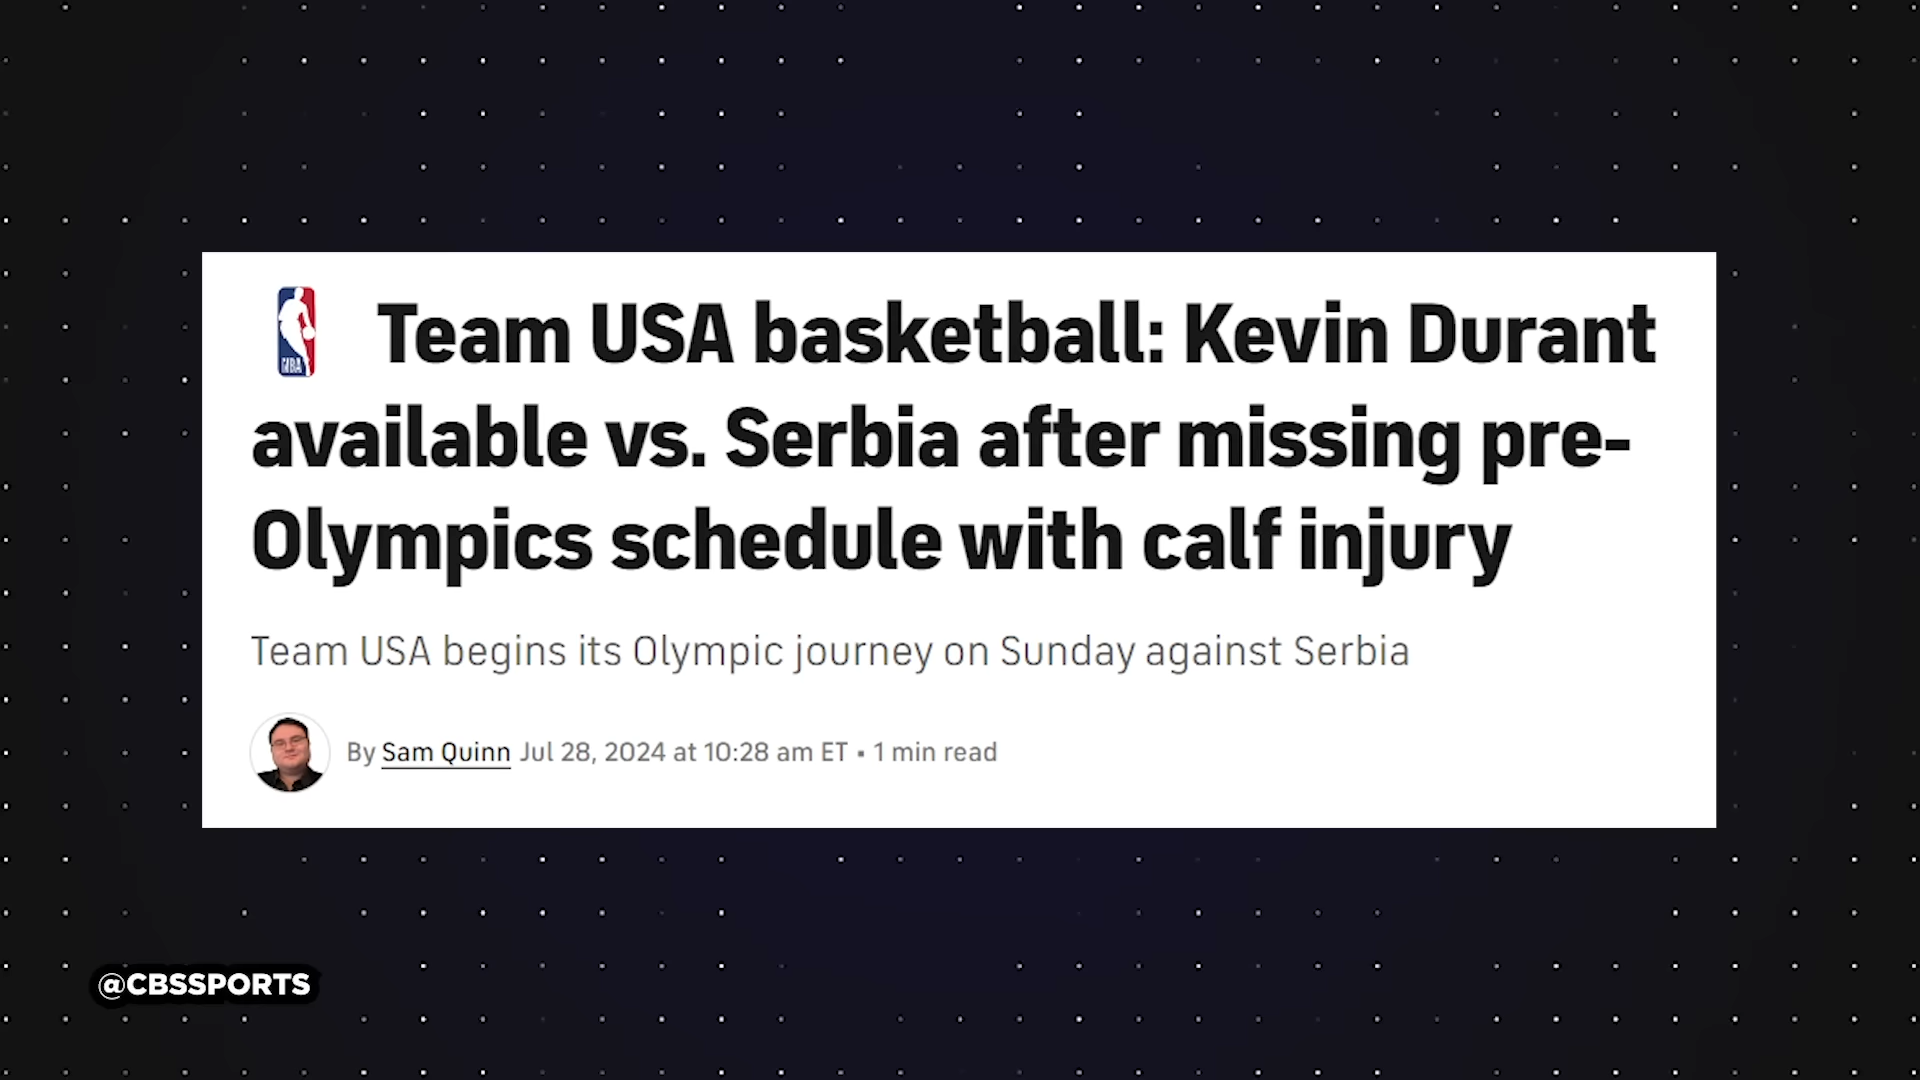 NBA
Team USA basketball: Kevin Durant
available vs. Serbia after missing pre-
Olympics schedule with calf injury
Team USA begins its Olympic journey on Sunday against Serbia
By Sam Quinn Jul 28, 2024 at 10:28 am ET • 1 min read
@CBSSPORTS